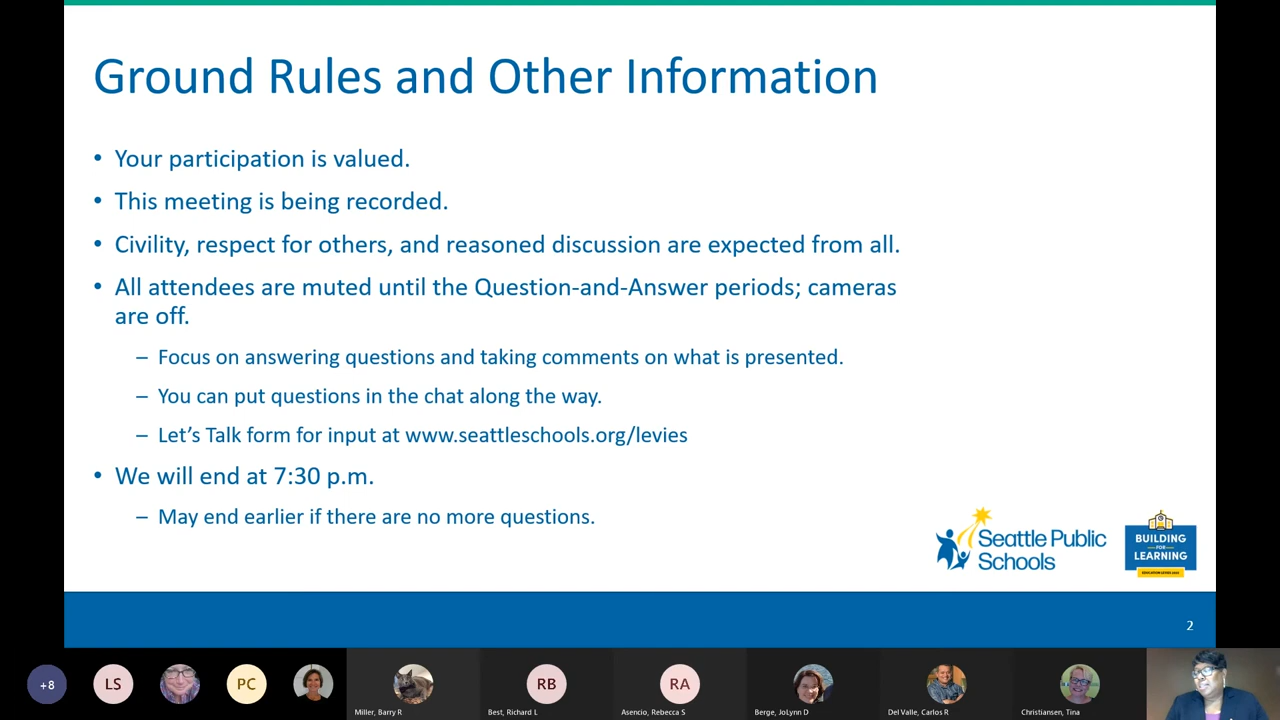 Ground Rules and Other Information
• Your participation is valued.
• This meeting is being recorded.
• Civility, respect for others, and reasoned discussion are expected from all.
• All attendees are muted until the Question-and-Answer periods; cameras
are off.
– Focus on answering questions and taking comments on what is presented.
– You can put questions in the chat along the way.
– Let’s Talk form for input at www.seattleschools.org/levies
• We will end at 7:30 p.m.
– May end earlier if there are no more questions.
Seattle Public
Schools
BUILDING
FOR
LEARNING
2
+8
LS
PC
RB
RA
Miller, Barry R
Best, Richard L
Asencio, Rebecca S
Berge, JoLynn D
Del Valle, Carlos R
Christiansen, Tina